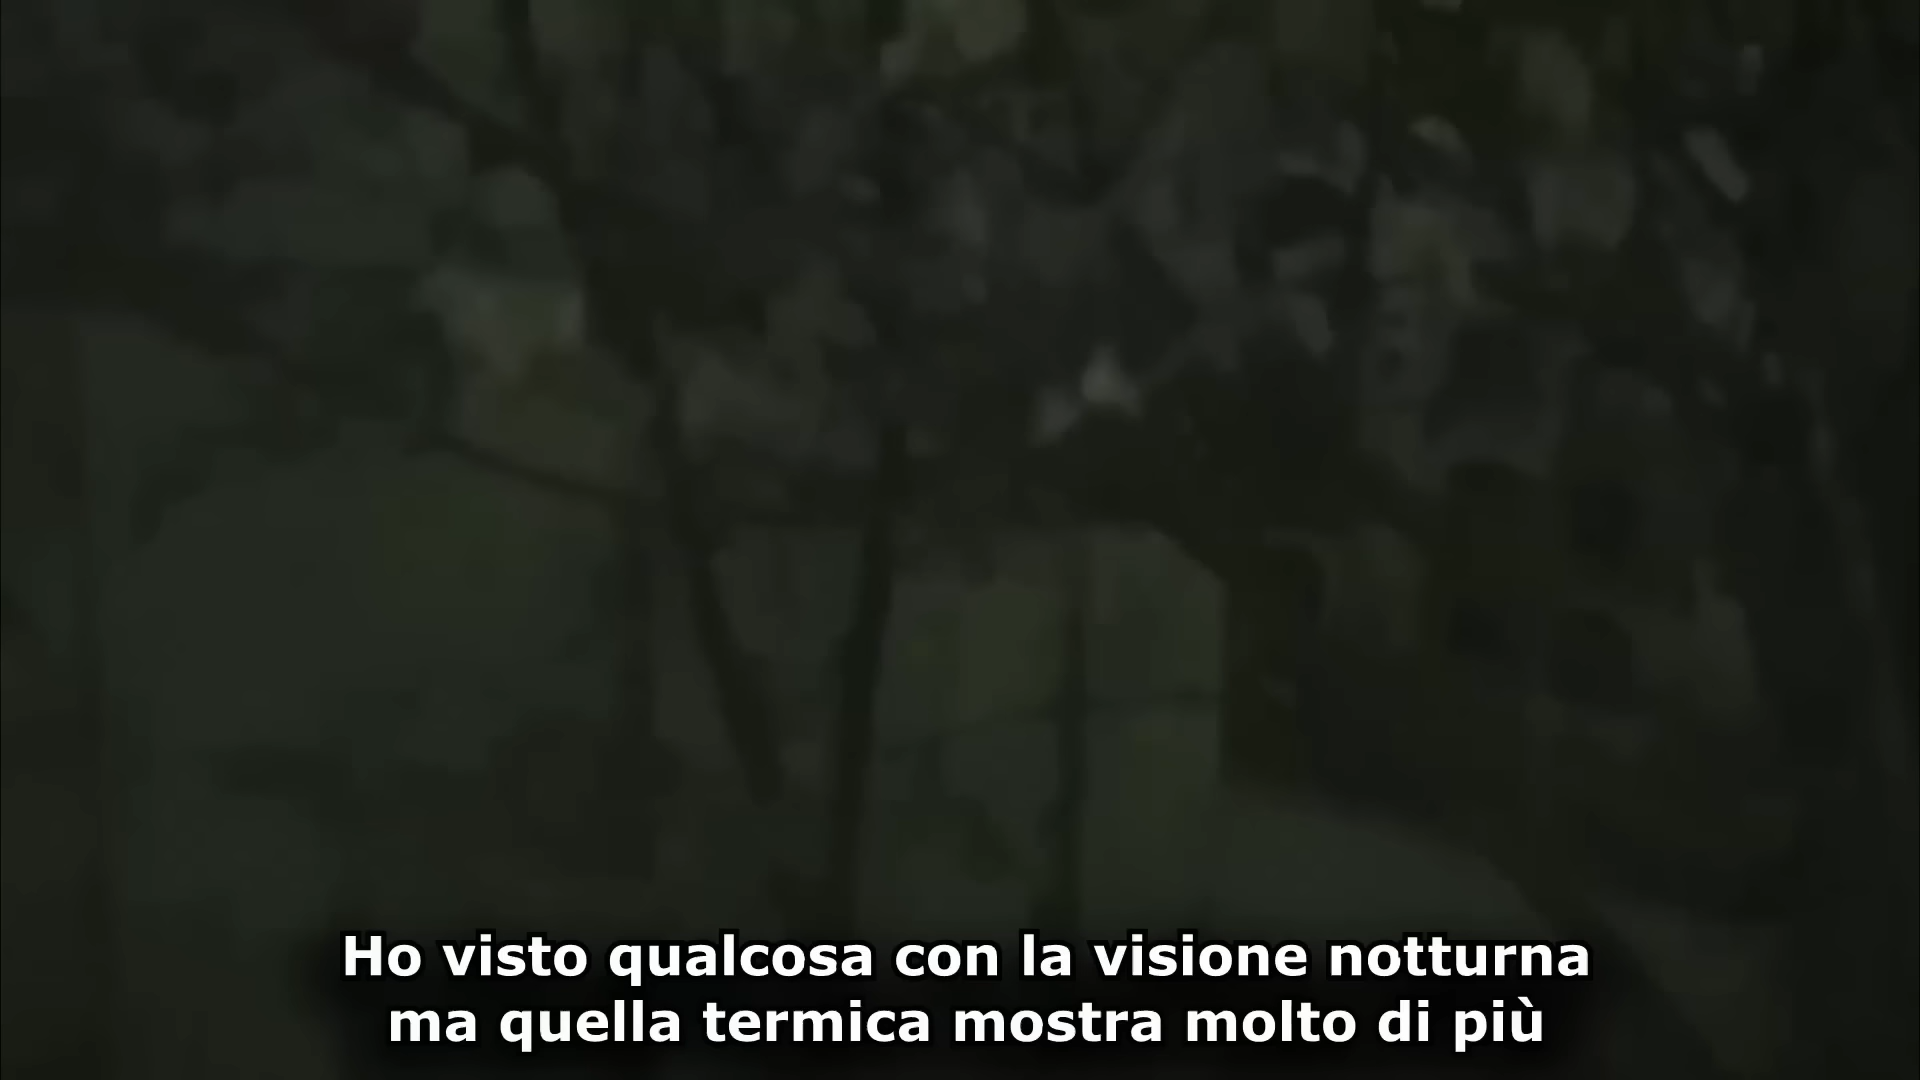 Ho visto qualcosa con la visione notturna
ma quella termica mostra molto di più